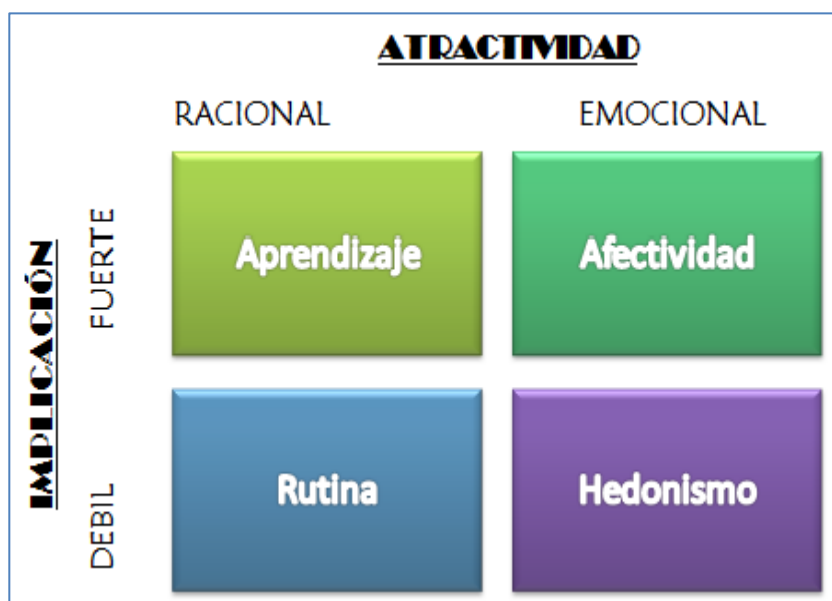 ATRACTIVIDAD
RACIONAL EMOCIONAL
IMPLICACIÓN
FUERTE
Aprendizaje Afectividad
DEBIL
Rutina Hedonismo